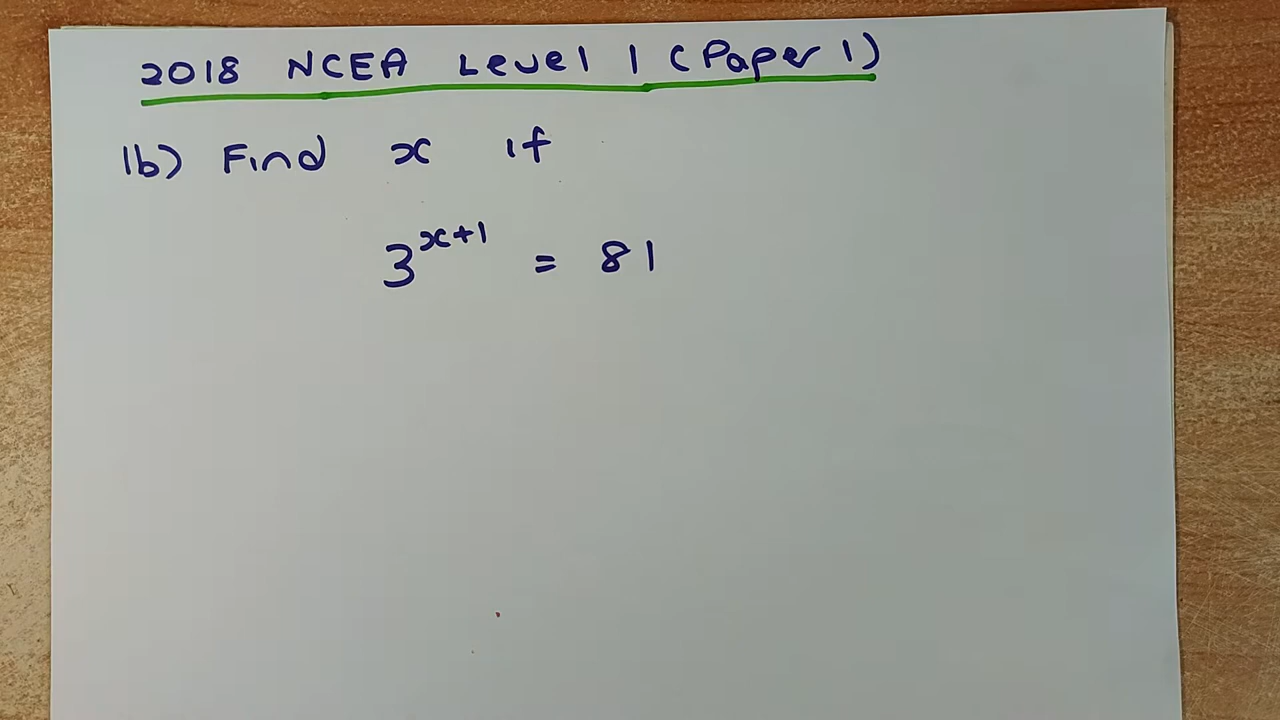 2018 NCEA Level 1 (Paper 1)
1b) Find x if
3^{x+1} = 81